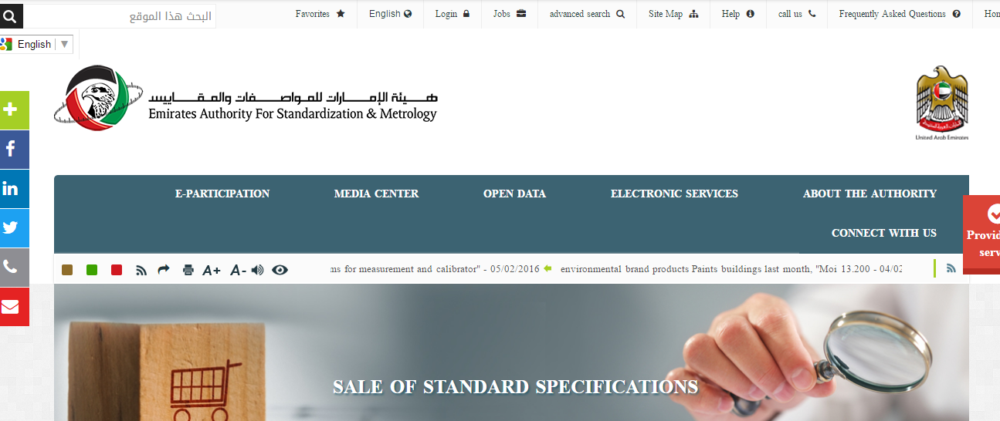 البحث هذا الموقع
Favorites
English
Login
Jobs
advanced search
Site Map
Help
call us
Frequently Asked Questions
Hom
English
هيئة الإمارات للمواصفات والمقاييس
Emirates Authority For Standardization & Metrology
United Arab Emirates
E-PARTICIPATION
MEDIA CENTER
OPEN DATA
ELECTRONIC SERVICES
ABOUT THE AUTHORITY
CONNECT WITH US
Provid
serv
A+
A-
ms for measurement and calibrator" - 05/02/2016
environmental brand products Paints buildings last month, "Moi 13.200 - 04/02
SALE OF STANDARD SPECIFICATIONS